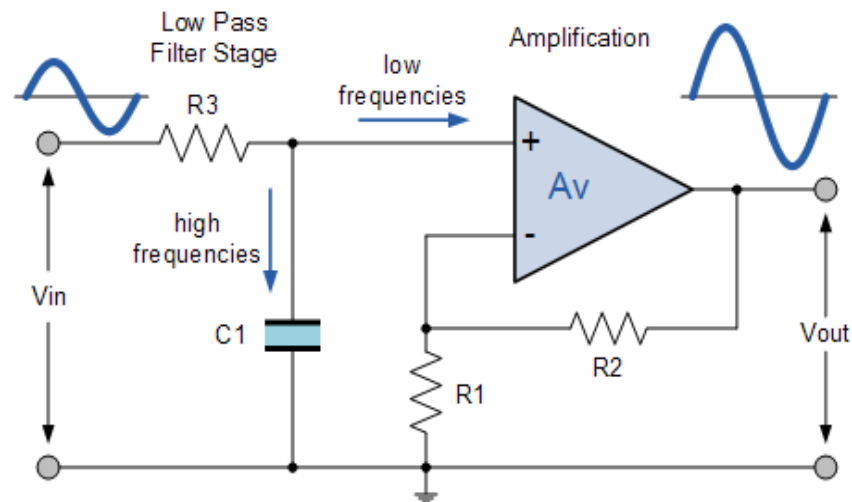 Low Pass
Filter Stage
Amplification
low
frequencies
R3
+
Av
-
high
frequencies
Vin
C1
R1
R2
Vout